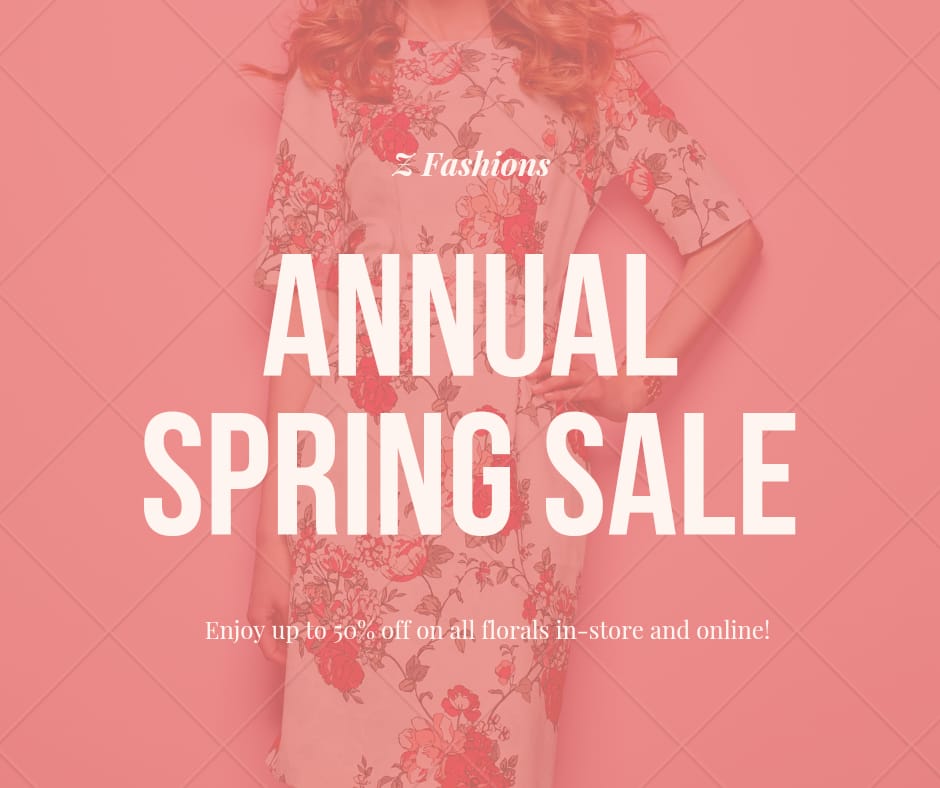 Z Fashions
ANNUAL
SPRING SALE
Enjoy up to 50% off on all florals in-store and online!